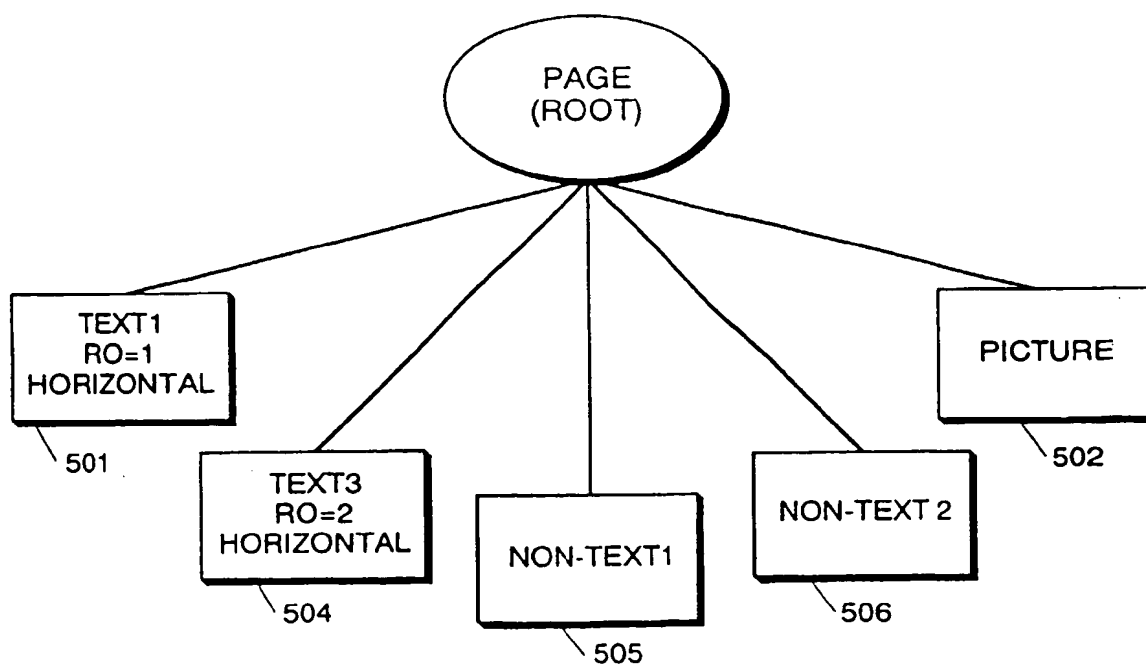 PAGE
(ROOT)
TEXT1
RO=1
HORIZONTAL
501
TEXT3
RO=2
HORIZONTAL
504
NON-TEXT1
505
NON-TEXT 2
506
PICTURE
502